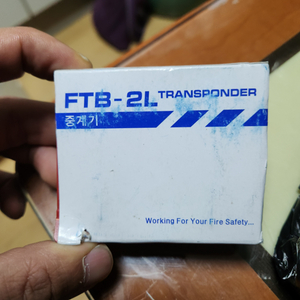 FTB-2L TRANSPONDER
중계기
Working For Your Fire Safety...